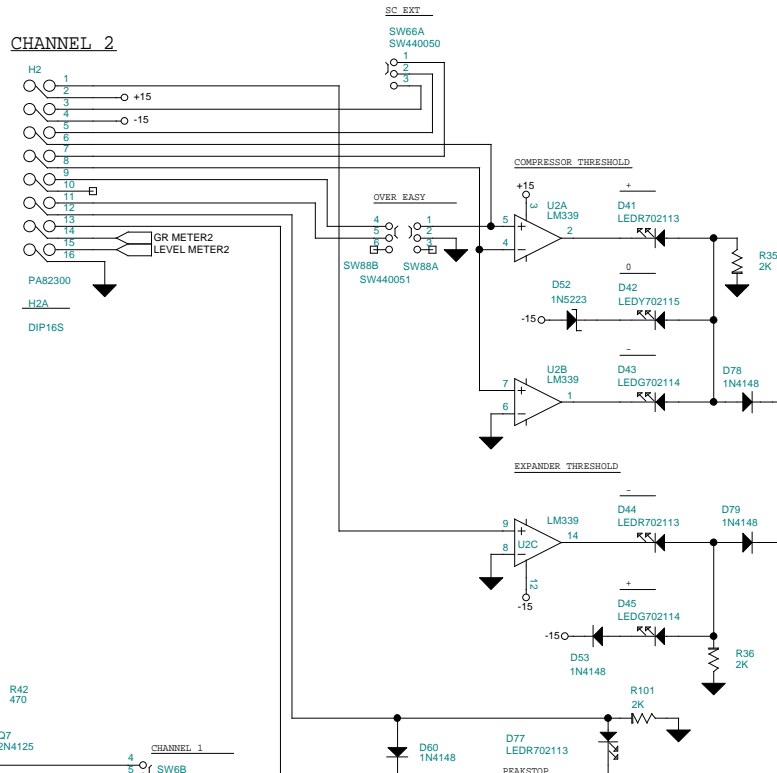 SC EXT
SW66A
SW440050
1
2
3
CHANNEL 2
H2
1
2
3
4
5
6
7
8
9
10
11
12
13
14
15
16
+15
-15
GR METER2
LEVEL METER2
PA82300
H2A
DIP16S
OVER EASY
4
5
6
1
2
3
SW88B
SW88A
SW440051
COMPRESSOR THRESHOLD
+15
3
U2A
LM339
5
4
2
+
-
+
D41
LEDR702113
R35
2K
D52
1N5223
-15
0
D42
LEDY702115
U2B
LM339
7
6
1
+
-
-
D43
LEDG702114
D78
1N4148
EXPANDER THRESHOLD
LM339
U2C
9
8
14
+
-
12
-15
-
D44
LEDR702113
D79
1N4148
+
D45
LEDG702114
-15
D53
1N4148
R36
2K
R101
2K
R42
470
Q7
2N4125
CHANNEL 1
4
5
SW6B
D60
1N4148
D77
LEDR702113
PEAKSTOP